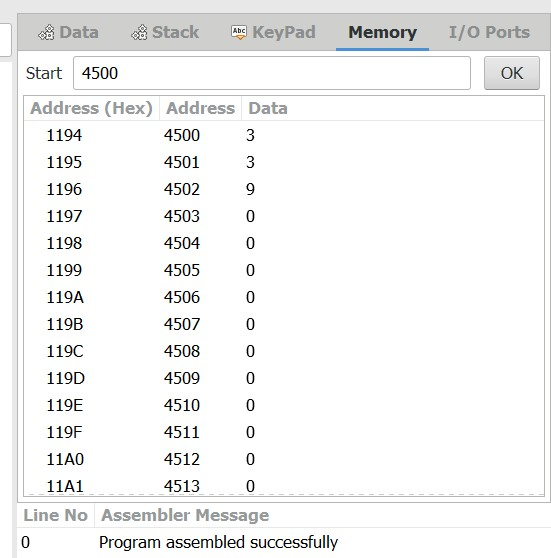 Data Stack Abc KeyPad Memory I/O Ports
Start 4500 OK
Address (Hex) Address Data
1194 4500 3
1195 4501 3
1196 4502 9
1197 4503 0
1198 4504 0
1199 4505 0
119A 4506 0
119B 4507 0
119C 4508 0
119D 4509 0
119E 4510 0
119F 4511 0
11A0 4512 0
11A1 4513 0
Line No Assembler Message
0 Program assembled successfully